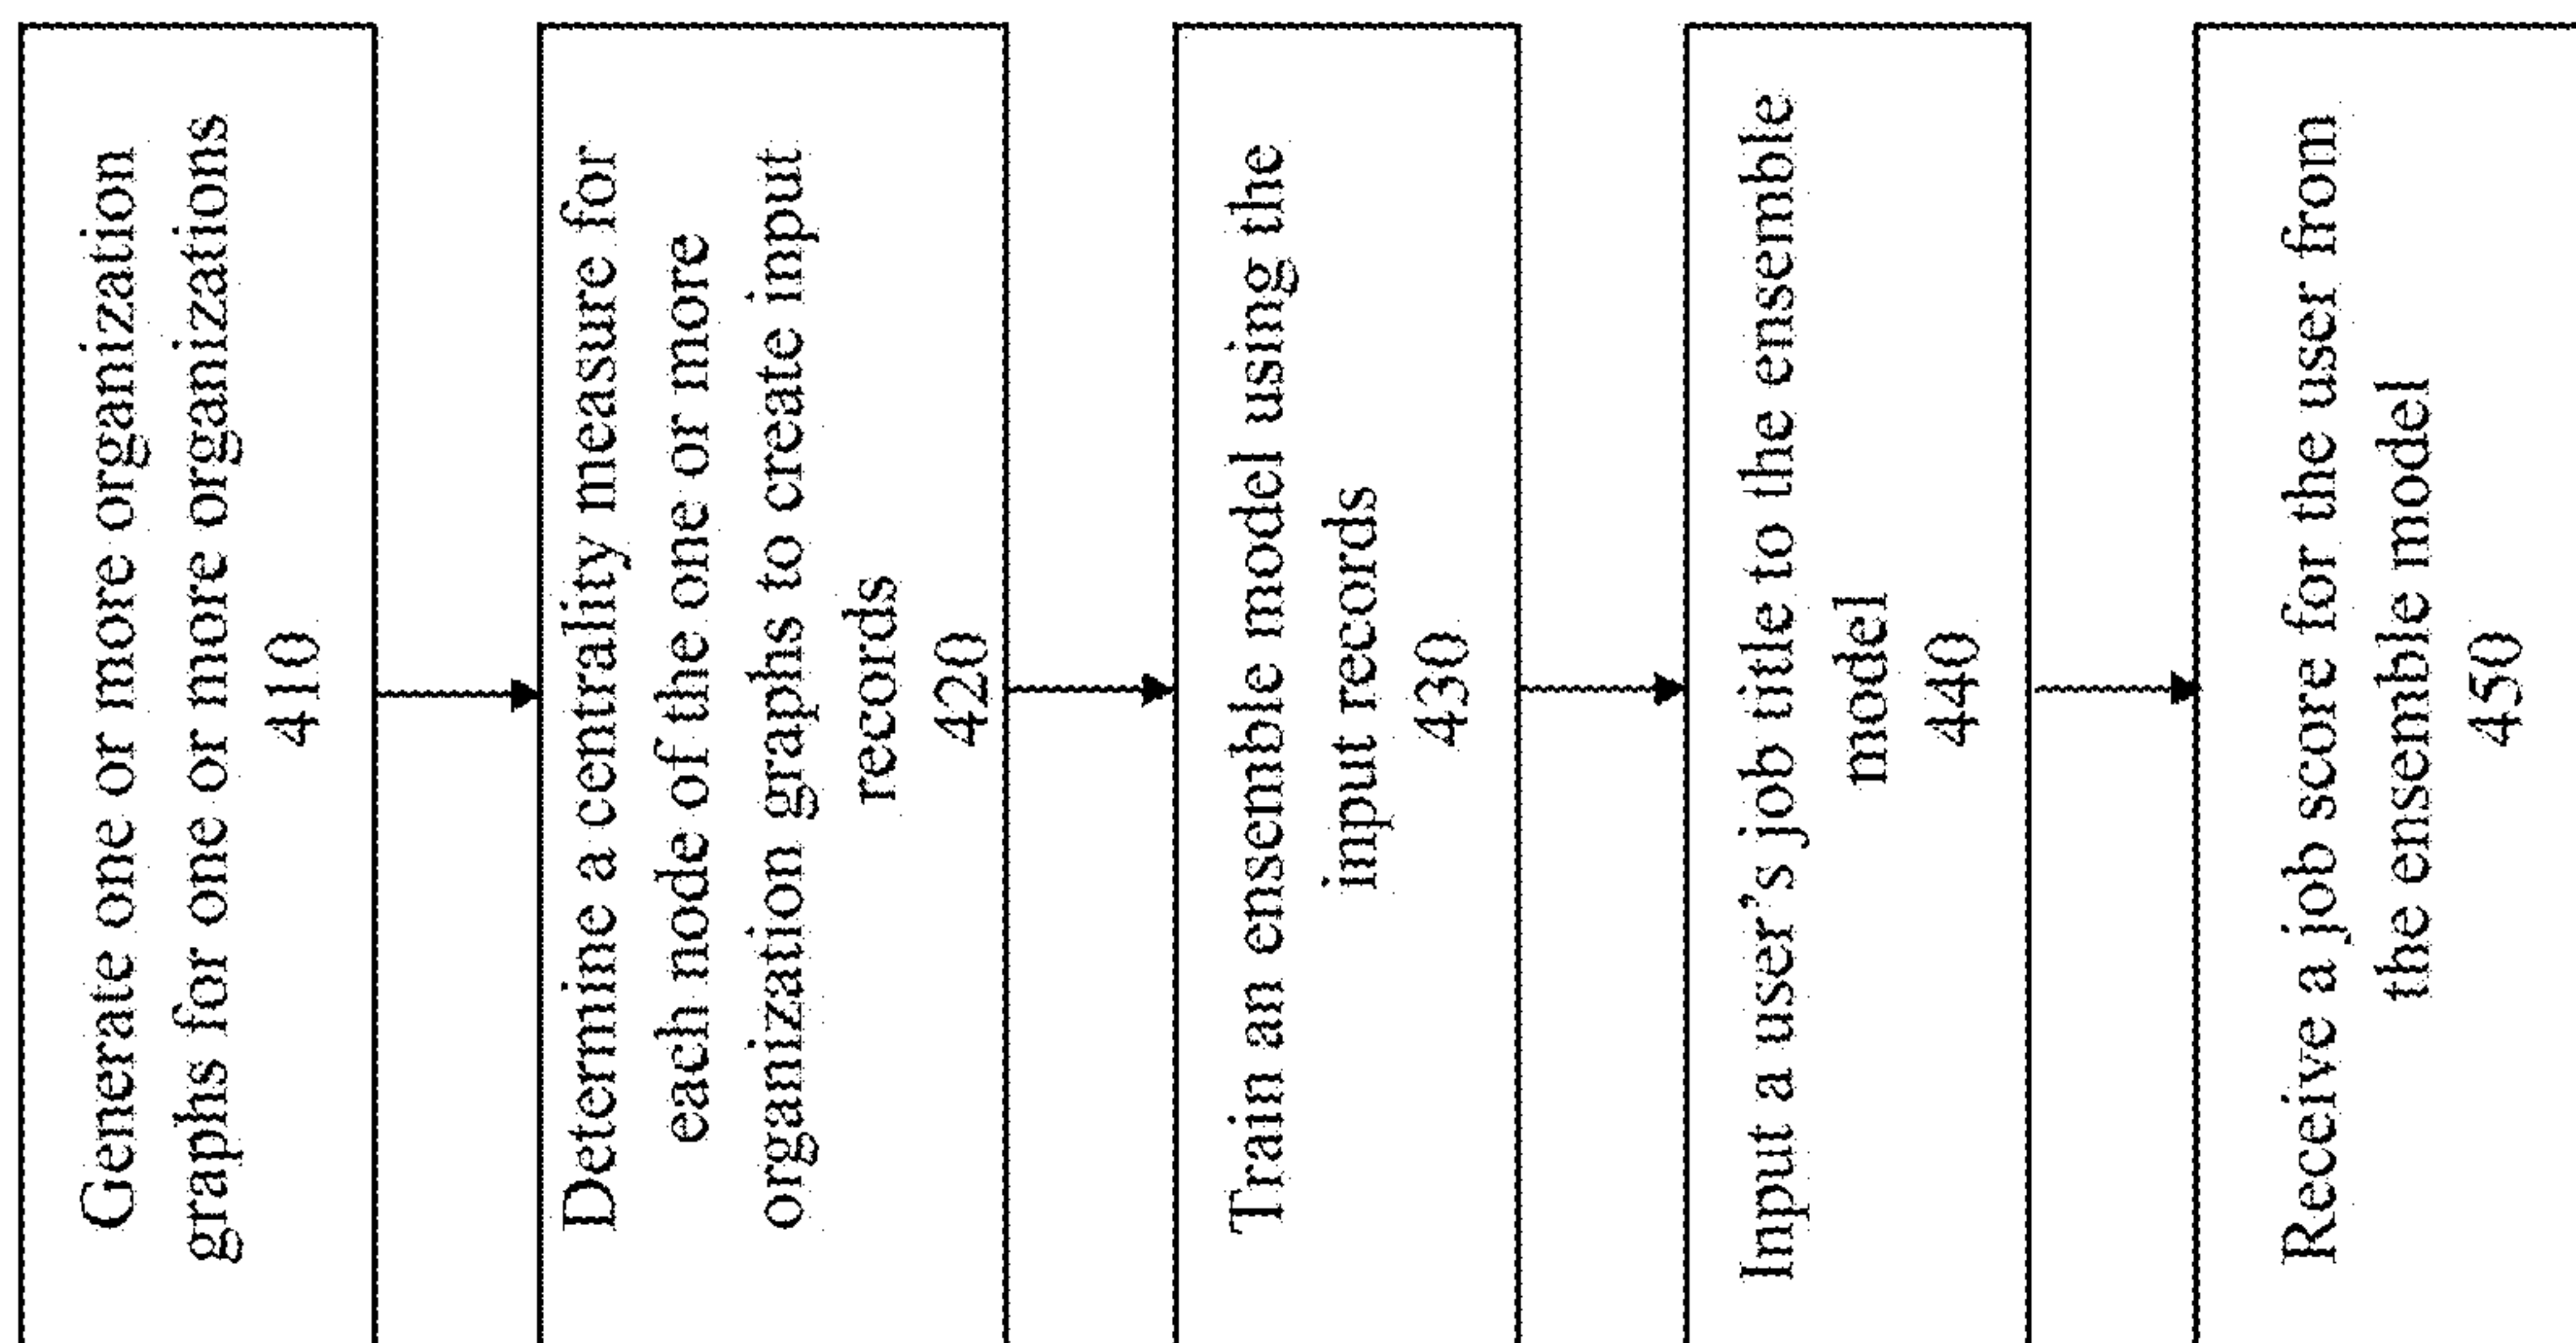 Generate one or more organization
graphs for one or more organizations
410
Determine a centrality measure for
each node of the one or more
organization graphs to create input
records
420
Train an ensemble model using the
input records
430
Input a user's job title to the ensemble
model
440
Receive a job score for the user from
the ensemble model
450